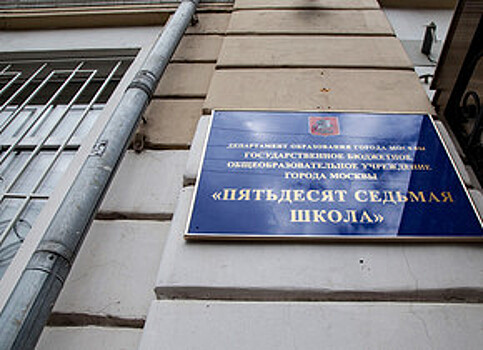 ДЕПАРТАМЕНТ ОБРАЗОВАНИЯ ГОРОДА МОСКВЫ
ГОСУДАРСТВЕННОЕ БЮДЖЕТНОЕ
ОБЩЕОБРАЗОВАТЕЛЬНОЕ УЧРЕЖДЕНИЕ
ГОРОДА МОСКВЫ
«ПЯТЬДЕСЯТ СЕДЬМАЯ
ШКОЛА»